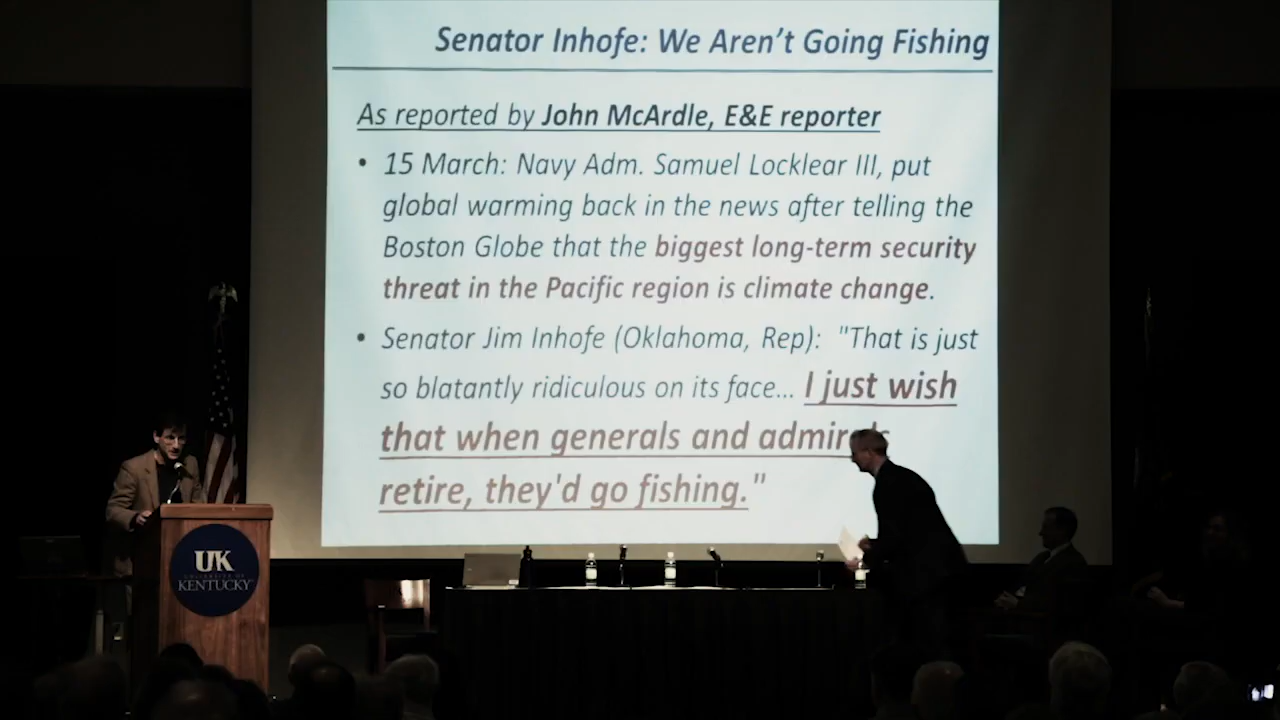 Senator Inhofe: We Aren't Going Fishing
As reported by John McArdle, E&E reporter
• 15 March: Navy Adm. Samuel Locklear III, put
global warming back in the news after telling the
Boston Globe that the biggest long-term security
threat in the Pacific region is climate change.
• Senator Jim Inhofe (Oklahoma, Rep): "That is just
so blatantly ridiculous on its face... I just wish
that when generals and admirals
retire, they'd go fishing."
UK
UNIVERSITY OF
KENTUCKY